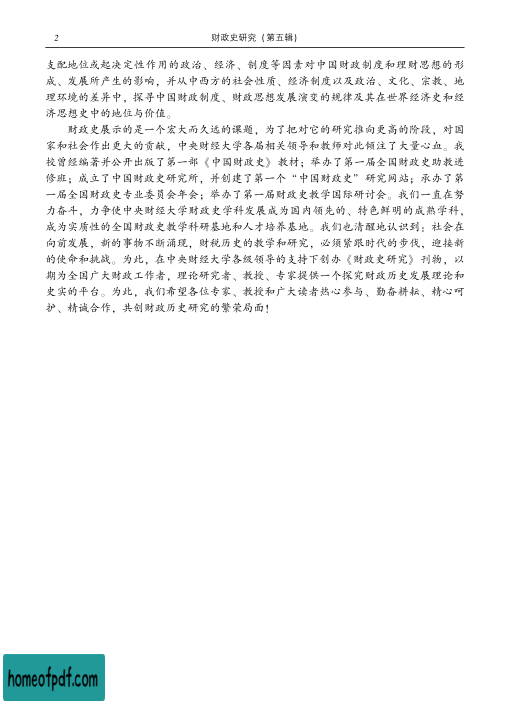 2 财政史研究（第五辑）
支配地位或起决定性作用的政治、经济、制度等因素对中国财政制度和理财思想的形
成、发展所产生的影响，并从中西方的社会性质、经济制度以及政治、文化、宗教、地
理环境的差异中，探寻中国财政制度、财政思想发展演变的规律及其在世界经济史和经
济思想史中的地位与价值。
财政史展示的是一个宏大而久远的课题，为了把对它的研究推向更高的阶段，对国
家和社会作出更大的贡献，中央财经大学各届相关领导和教师对此倾注了大量心血。我
校曾经编著并公开出版了第一部《中国财政史》教材；举办了第一届全国财政史助教进
修班；成立了中国财政史研究所，并创建了第一个“中国财政史”研究网站；承办了第
一届全国财政史专业委员会年会；举办了第一届财政史教学国际研讨会。我们一直在努
力奋斗，力争使中央财经大学财政史学科发展成为国内领先的、特色鲜明的成熟学科，
成为实质性的全国财政史教学科研基地和人才培养基地。我们也清醒地认识到：社会在
向前发展，新的事物不断涌现，财税历史的教学和研究，必须紧跟时代的步伐，迎接新
的使命和挑战。为此，在中央财经大学各级领导的支持下创办《财政史研究》刊物，以
期为全国广大财政工作者，理论研究者、教授、专家提供一个探究财政历史发展理论和
史实的平台。为此，我们希望各位专家、教授和广大读者热心参与、勤奋耕耘、精心呵
护、精诚合作，共创财政历史研究的繁荣局面！
homeofpdf.com